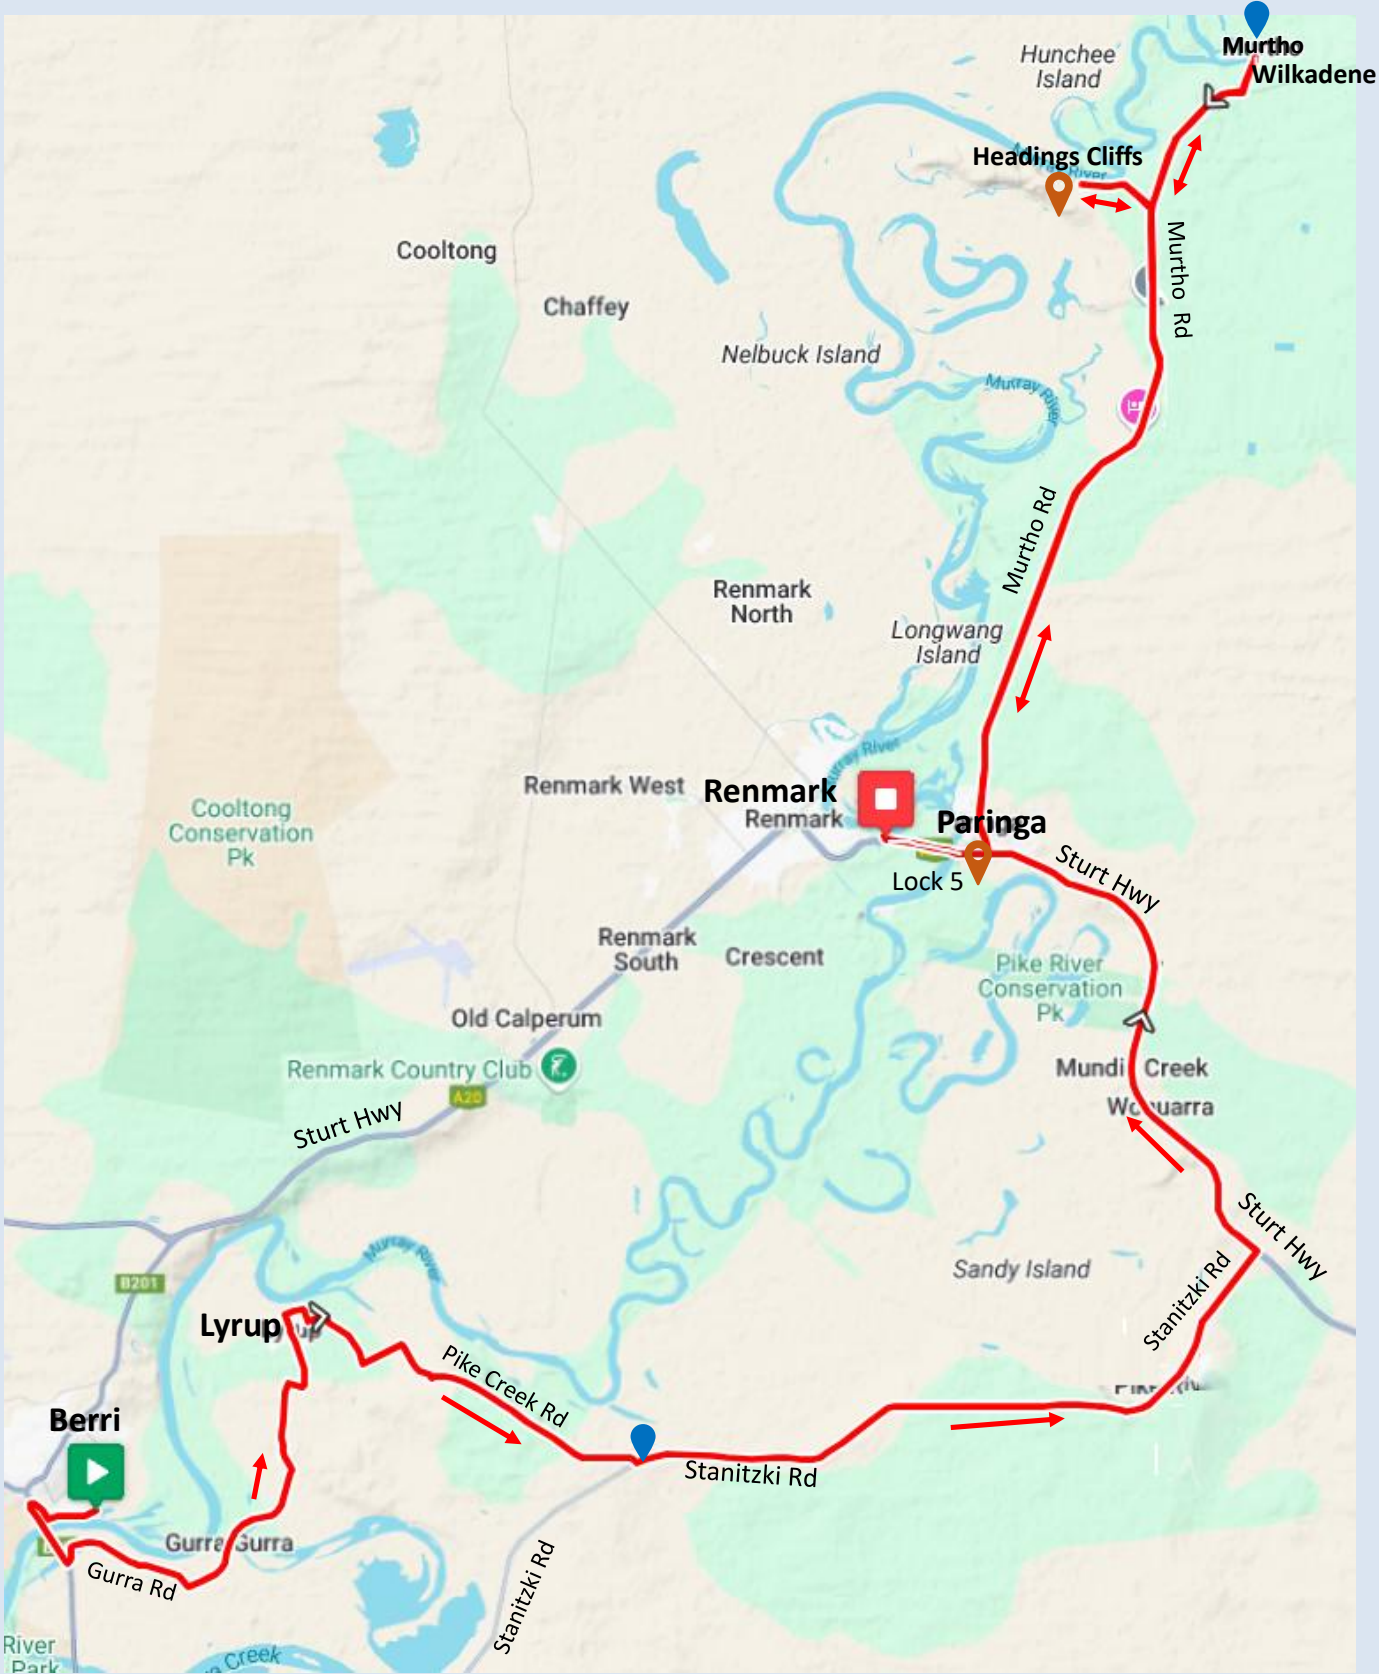 Murtho
Wilkadene
Hunchee
Island
Headings Cliffs
River
Murtho Rd
Cooltong
Chaffey
Nelbuck Island
Murray River
Murtho Rd
Renmark
North
Longwang
Island
Murray River
Renmark West
Renmark
Renmark
Paringa
Lock 5
Sturt Hwy
Cooltong
Conservation
Pk
Renmark
South
Crescent
Pike River
Conservation
Pk
Old Calperum
Renmark Country Club
A20
Sturt Hwy
Mundi Creek
Sturt Hwy
Murray River
B201
Sandy Island
Stanitzki Rd
Lyrup
Pike Creek Rd
Berri
Stanitzki Rd
Gurra Gurra
Gurra Rd
Stanitzki Rd
River
Park
Creek